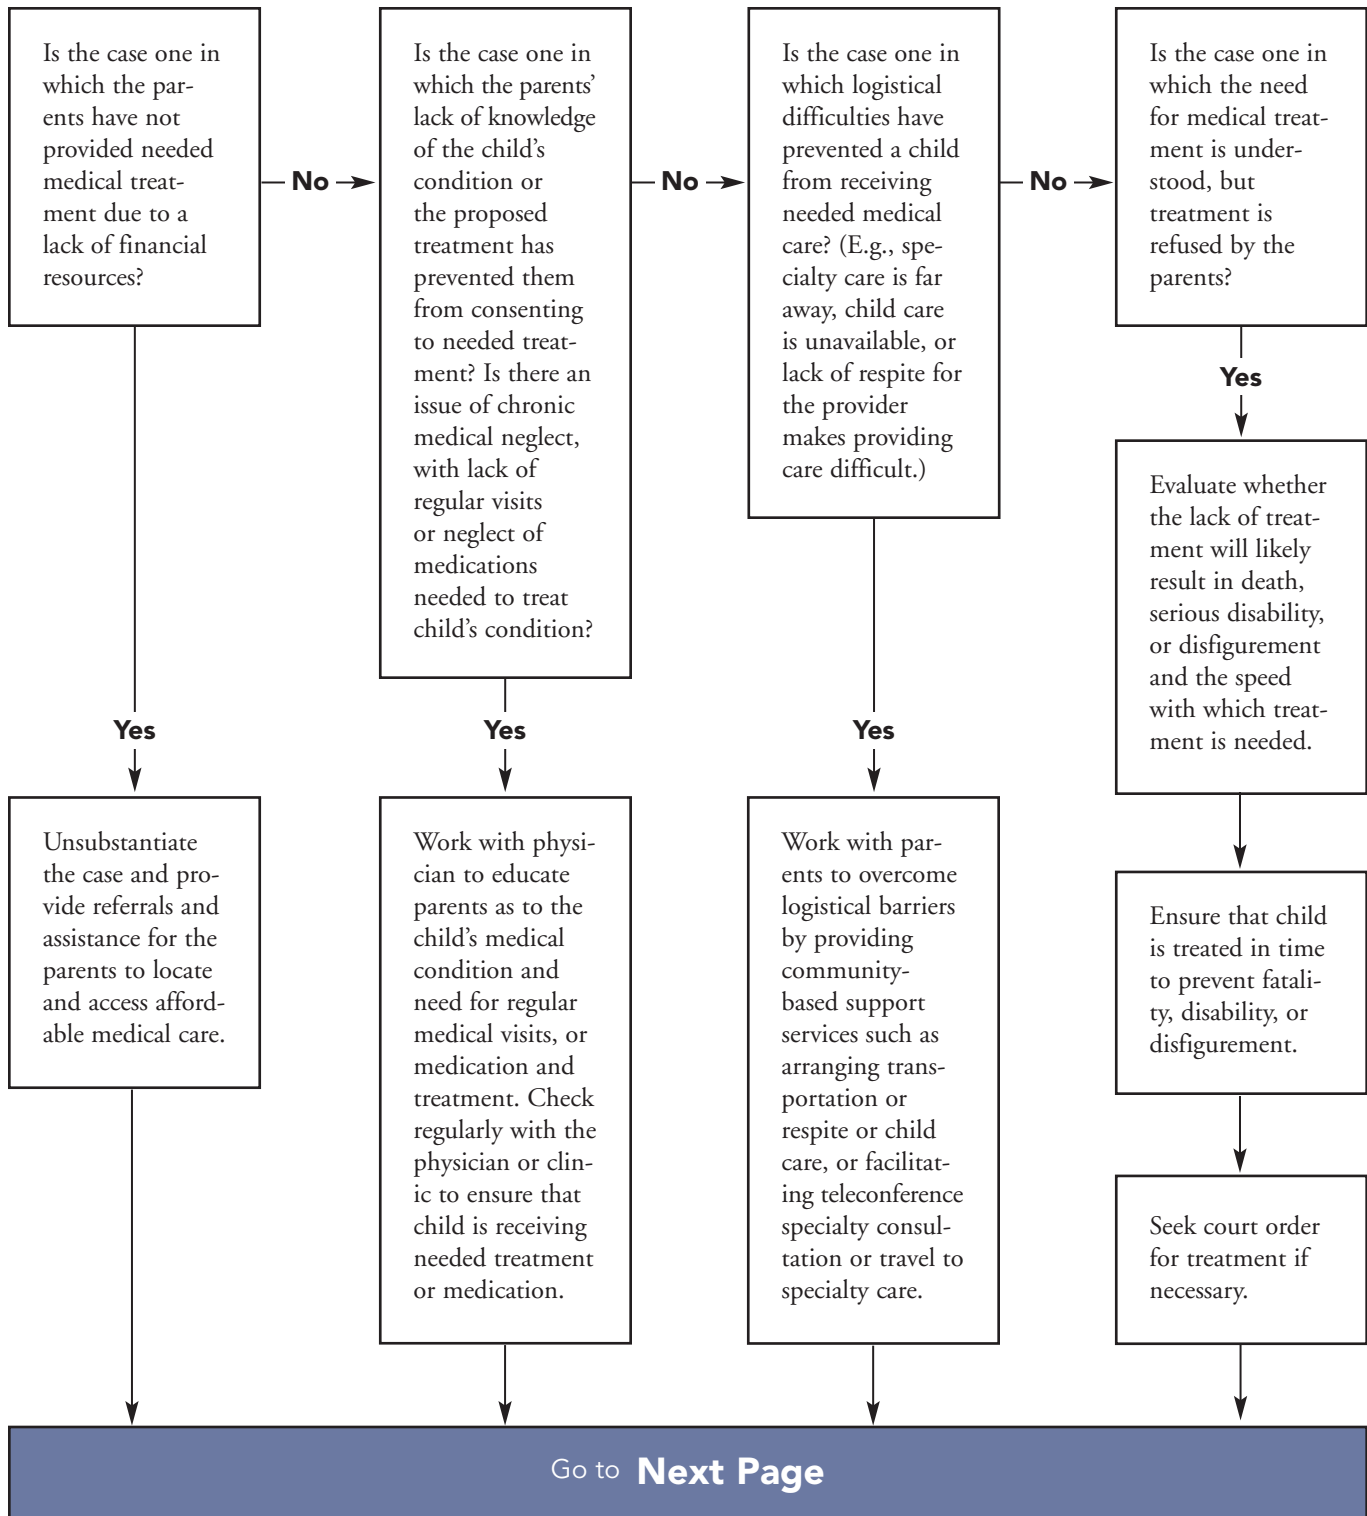 Is the case one in
which the par-
ents have not
provided needed
medical treat-
ment due to a
lack of financial
resources?
No
Is the case one in
which the parents’
lack of knowledge
of the child’s
condition or
the proposed
treatment has
prevented them
from consenting
to needed treat-
ment? Is there an
issue of chronic
medical neglect,
with lack of
regular visits
or neglect of
medications
needed to treat
child’s condition?
No
Is the case one in
which logistical
difficulties have
prevented a child
from receiving
needed medical
care? (E.g., spe-
cialty care is far
away, child care
is unavailable, or
lack of respite for
the provider
makes providing
care difficult.)
No
Is the case one in
which the need
for medical treat-
ment is under-
stood, but
treatment is
refused by the
parents?
Yes
Unsubstantiate
the case and pro-
vide referrals and
assistance for the
parents to locate
and access afford-
able medical care.
Yes
Work with physi-
cian to educate
parents as to the
child’s medical
condition and
need for regular
medical visits, or
medication and
treatment. Check
regularly with the
physician or clin-
ic to ensure that
child is receiving
needed treatment
or medication.
Yes
Work with par-
ents to overcome
logistical barriers
by providing
community-
based support
services such as
arranging trans-
portation or
respite or child
care, or facilitat-
ing teleconference
specialty consul-
tation or travel to
specialty care.
Yes
Evaluate whether
the lack of treat-
ment will likely
result in death,
serious disability,
or disfigurement
and the speed
with which treat-
ment is needed.
Ensure that child
is treated in time
to prevent fatali-
ty, disability, or
disfigurement.
Seek court order
for treatment if
necessary.
Go to Next Page